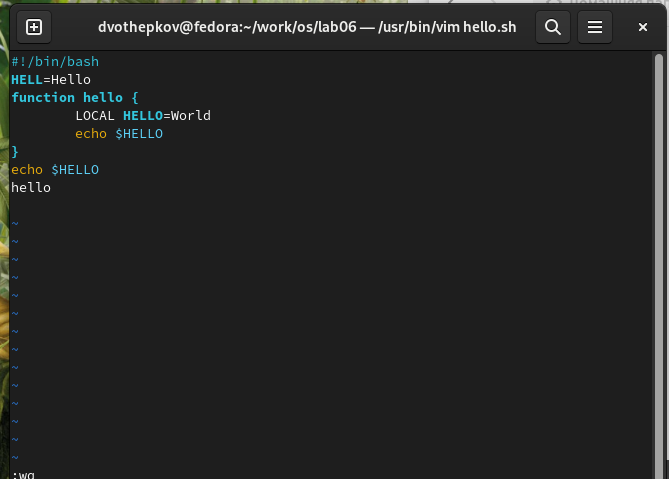 dvothepkov@fedora:~/work/os/lab06 — /usr/bin/vim hello.sh
#!/bin/bash
HELL=Hello
function hello {
        LOCAL HELLO=World
        echo $HELLO
}
echo $HELLO
hello
~
~
~
~
~
~
~
~
~
~
~
~
~
~
:wq